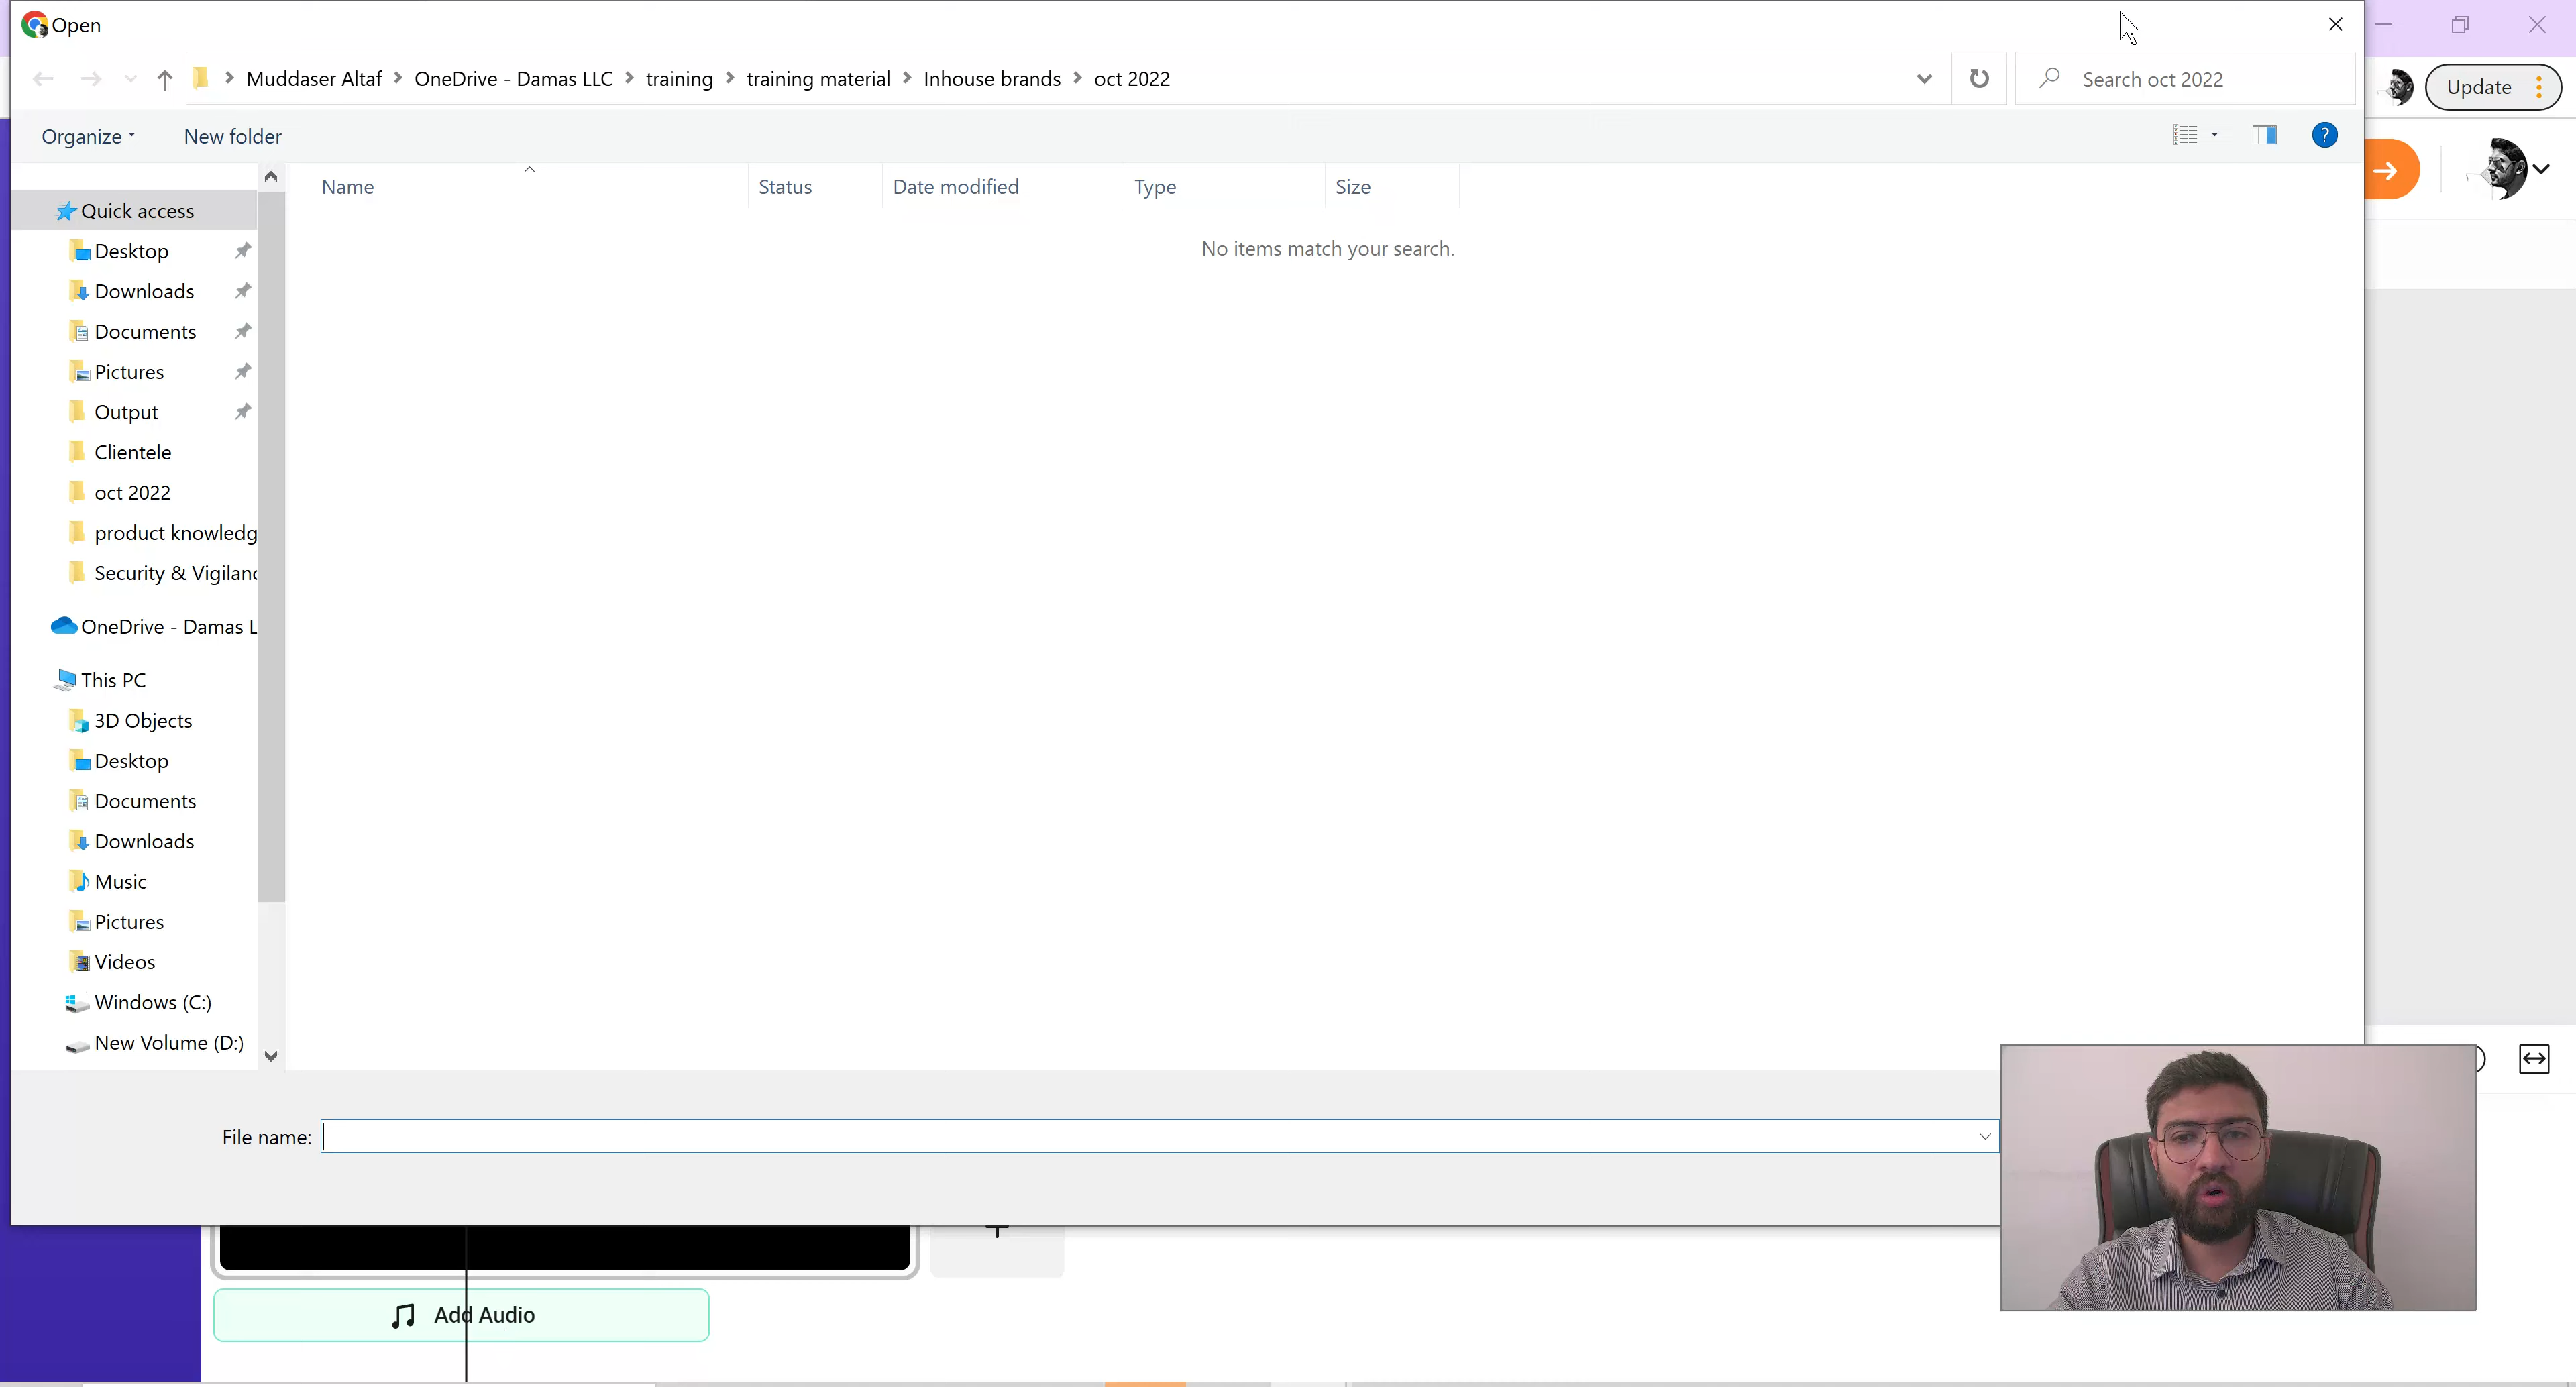 Open
Muddaser Altaf > OneDrive - Damas LLC > training > training material > Inhouse brands > oct 2022
Search oct 2022
Update
Organize
New folder
Name
Status
Date modified
Type
Size
No items match your search.
Quick access
Desktop
Downloads
Documents
Pictures
Output
Clientele
oct 2022
product knowledg
Security & Vigilanc
OneDrive - Damas L
This PC
3D Objects
Desktop
Documents
Downloads
Music
Pictures
Videos
Windows (C:)
New Volume (D:)
File name:
Add Audio